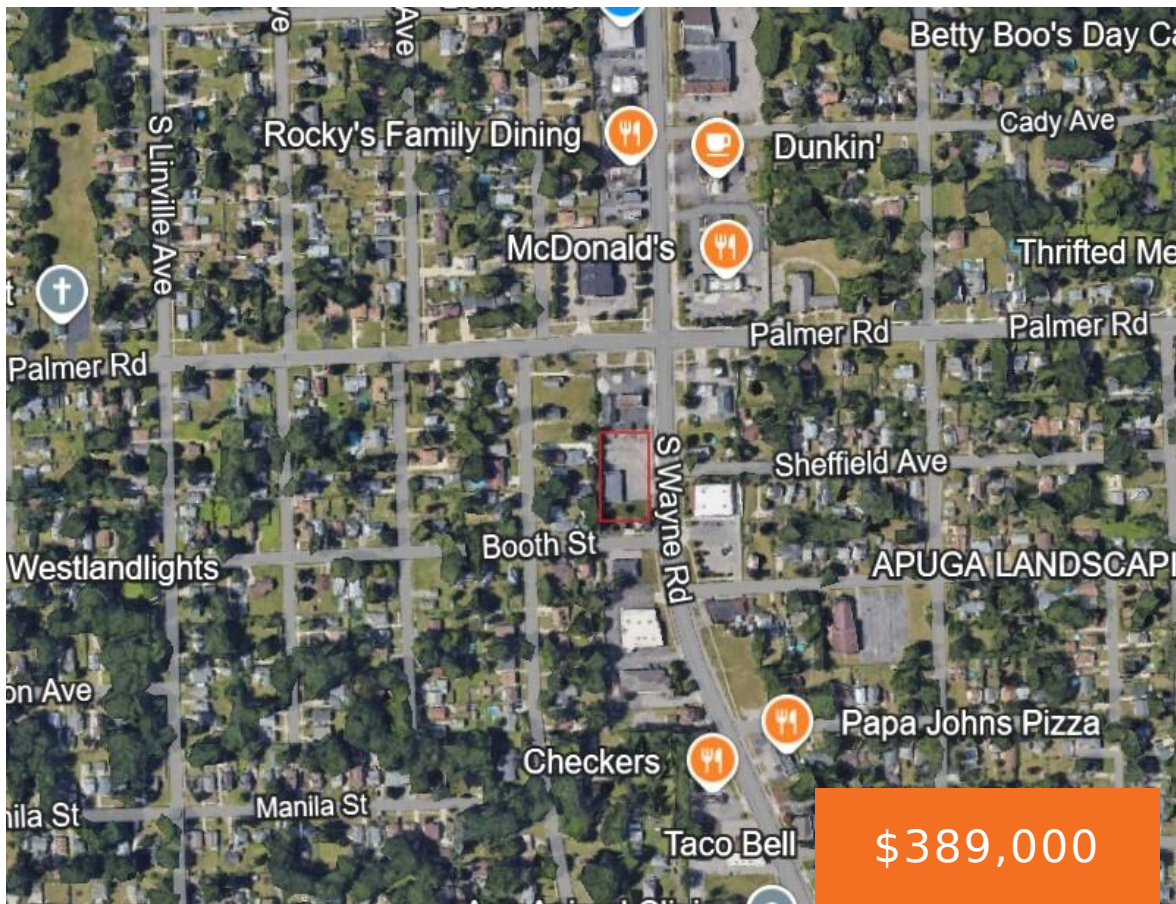 Betty Boo's Day Ca
Ave
S Linville Ave
Rocky's Family Dining
Cady Ave
Dunkin'
McDonald's
Thrifted Me
t
Palmer Rd
Palmer Rd
Palmer Rd
S Wayne Rd
Sheffield Ave
Booth St
Westlandlights
APUGA LANDSCAPI
on Ave
Papa Johns Pizza
Checkers
Manila St
nila St
Taco Bell
$389,000